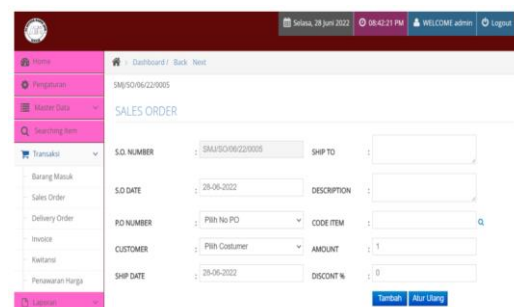 Selasa, 28 Juni 2022 08:42:21 PM WELCOME admin Logout
Home
Dashboard / Back Next
Pengaturan
SMJ/SO/06/22/0005
Master Data
SALES ORDER
Searching Item
Transaksi
Barang Masuk
Sales Order
Delivery Order
Invoice
Kwitansi
Penawaran Harga
Laporan
S.O. NUMBER : SMJ/SO/06/22/0005
S.O DATE : 28-06-2022
P.O NUMBER : Pilih No PO
CUSTOMER : Pilih Costumer
SHIP DATE : 28-06-2022
SHIP TO :
DESCRIPTION :
CODE ITEM :
AMOUNT : 1
DISCONT % : 0
Tambah Atur Ulang